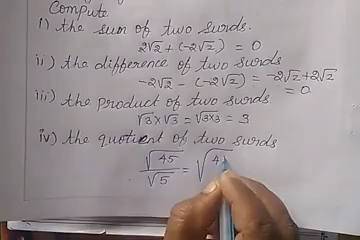 Compute
i) the sum of two surds.
2√2 + (-2√2) = 0
ii) the difference of two surds
-2√2 - (-2√2) = -2√2 + 2√2
= 0
iii) the product of two surds
√3 × √3 = √3×3 = 3
iv) the quotient of two surds
√45 / √5 = √4